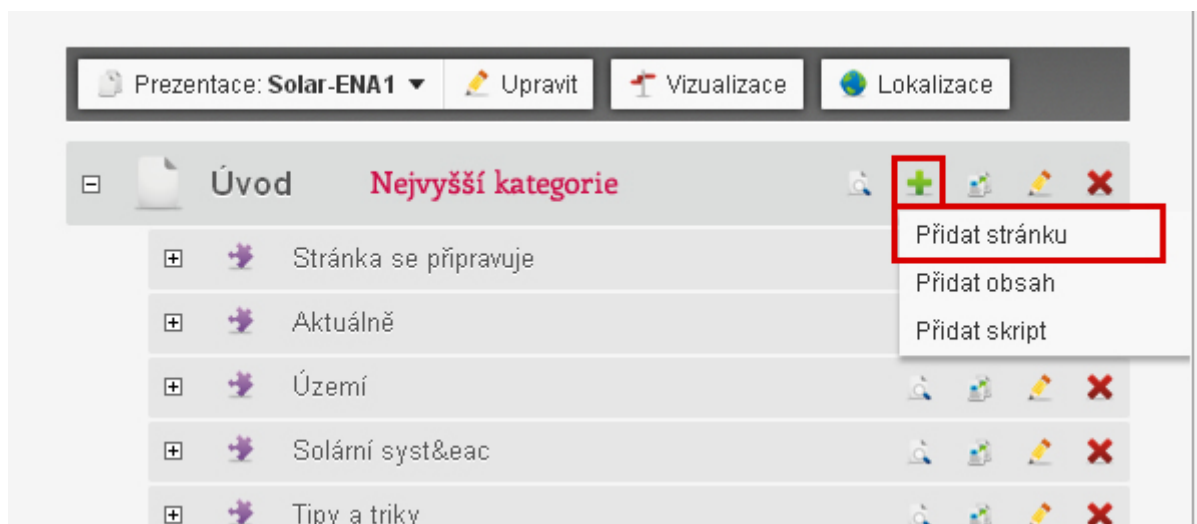 Prezentace: Solar-ENA1 Upravit Vizualizace Lokalizace
Úvod Nejvyšší kategorie
Přidat stránku
Stránka se připravuje
Přidat obsah
Aktuálně
Přidat skript
Území
Solární syst&eac
Tipy a triky